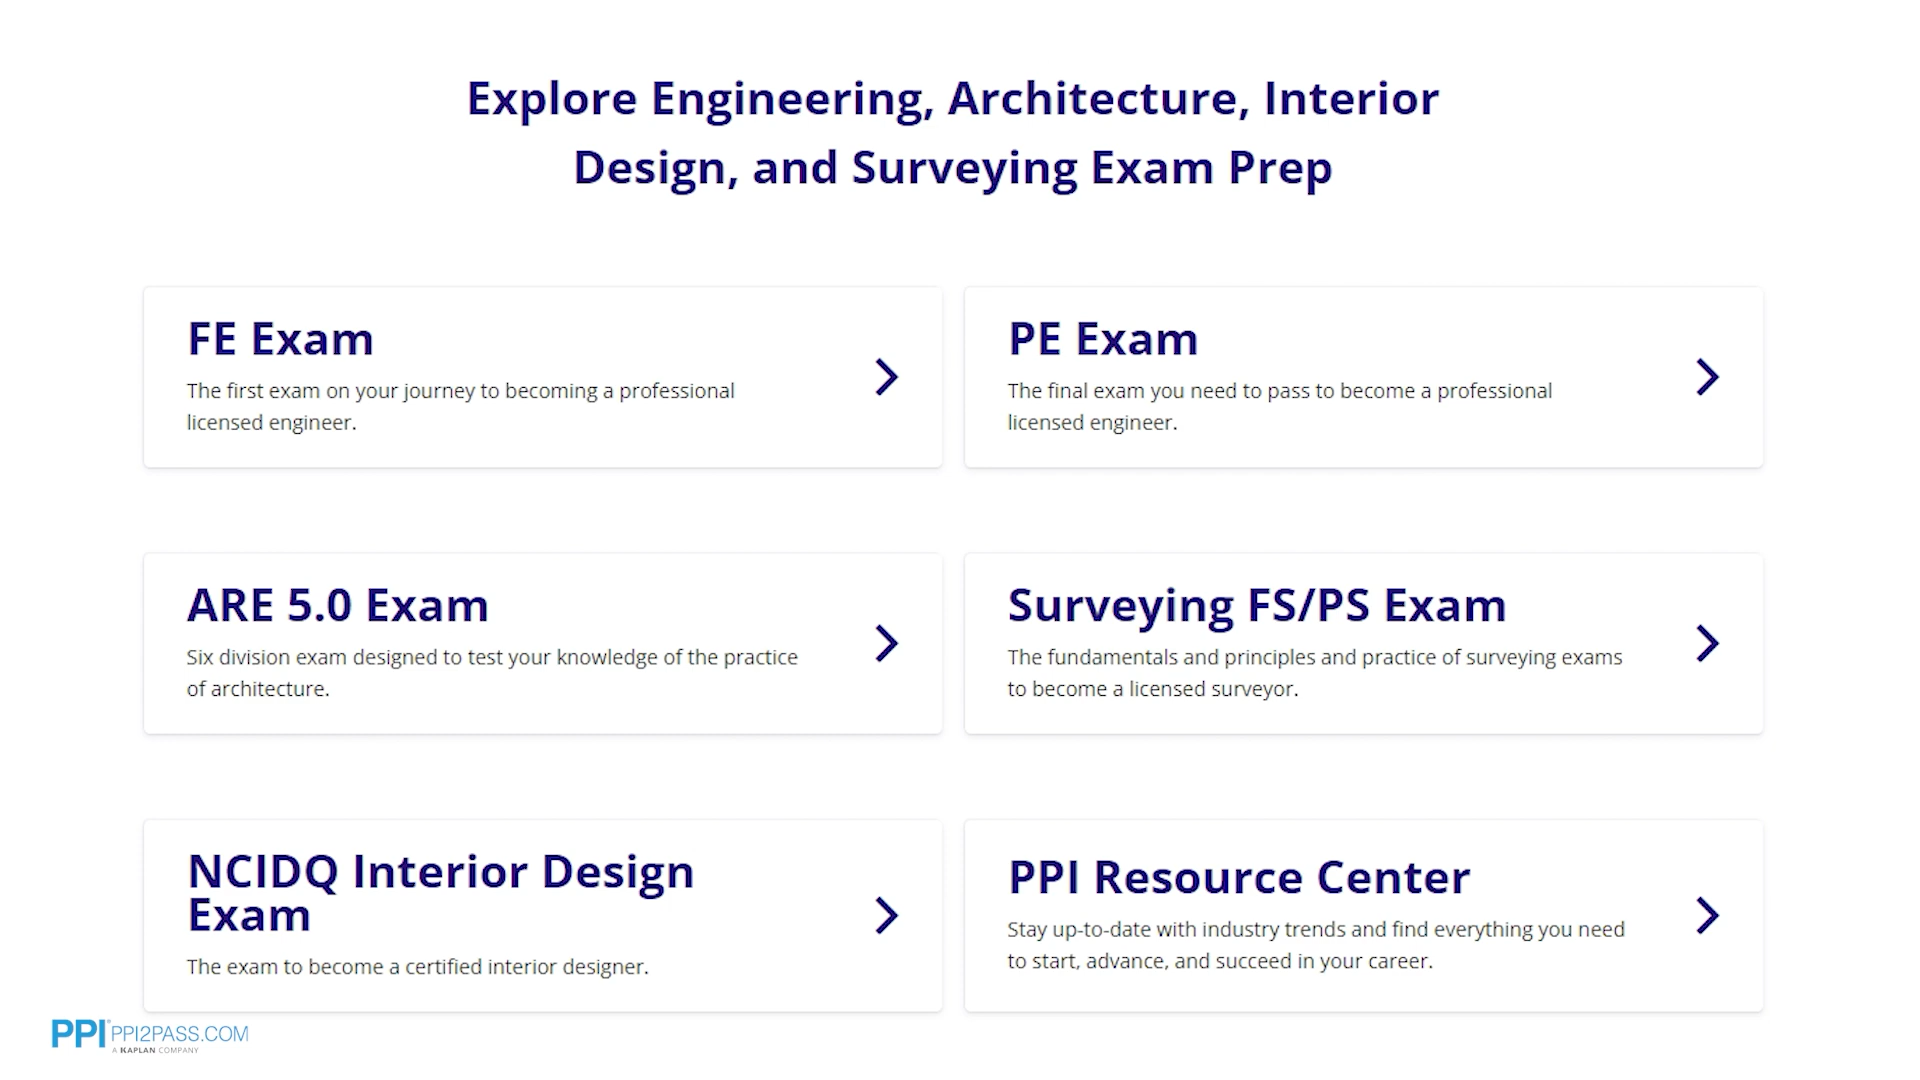 Explore Engineering, Architecture, Interior
Design, and Surveying Exam Prep
FE Exam
The first exam on your journey to becoming a professional
licensed engineer.
PE Exam
The final exam you need to pass to become a professional
licensed engineer.
ARE 5.0 Exam
Six division exam designed to test your knowledge of the practice
of architecture.
Surveying FS/PS Exam
The fundamentals and principles and practice of surveying exams
to become a licensed surveyor.
NCIDQ Interior Design
Exam
The exam to become a certified interior designer.
PPI Resource Center
Stay up-to-date with industry trends and find everything you need
to start, advance, and succeed in your career.
PPI® PPI2PASS.COM
A KAPLAN COMPANY